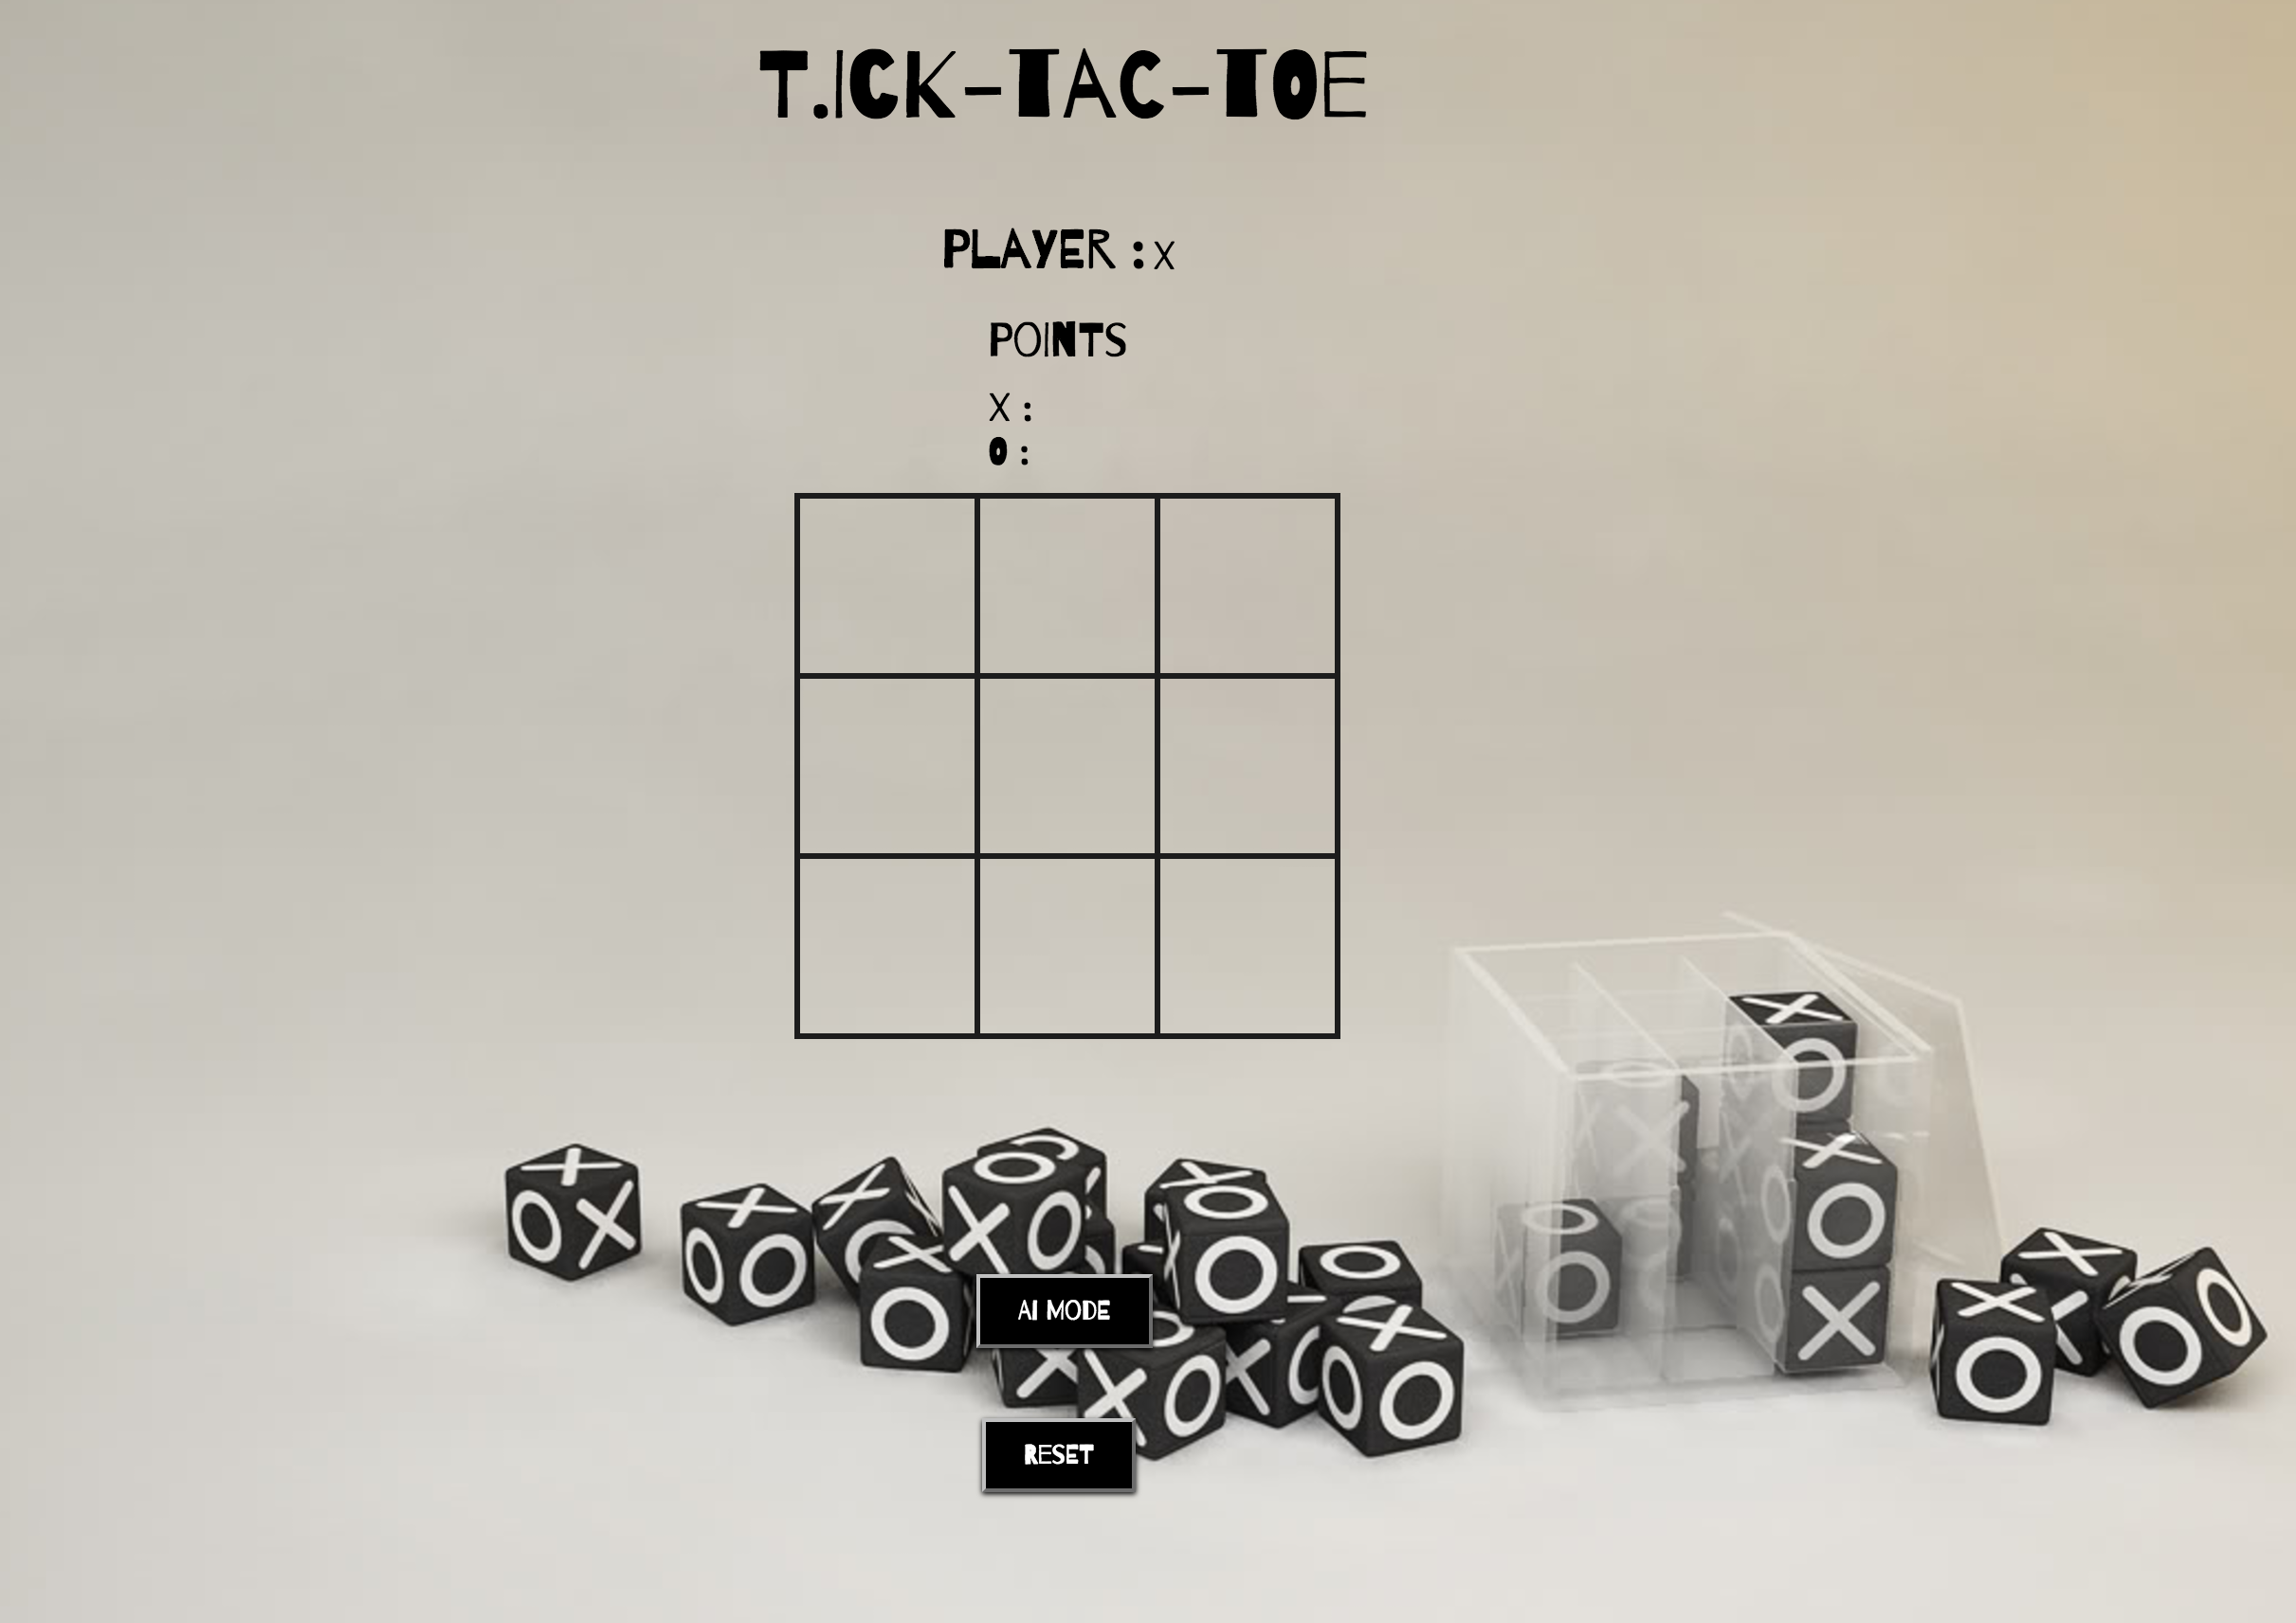 T.ICK-TAC-TOE
PLAYER : X
POINTS
X :
O :
AI MODE
RESET